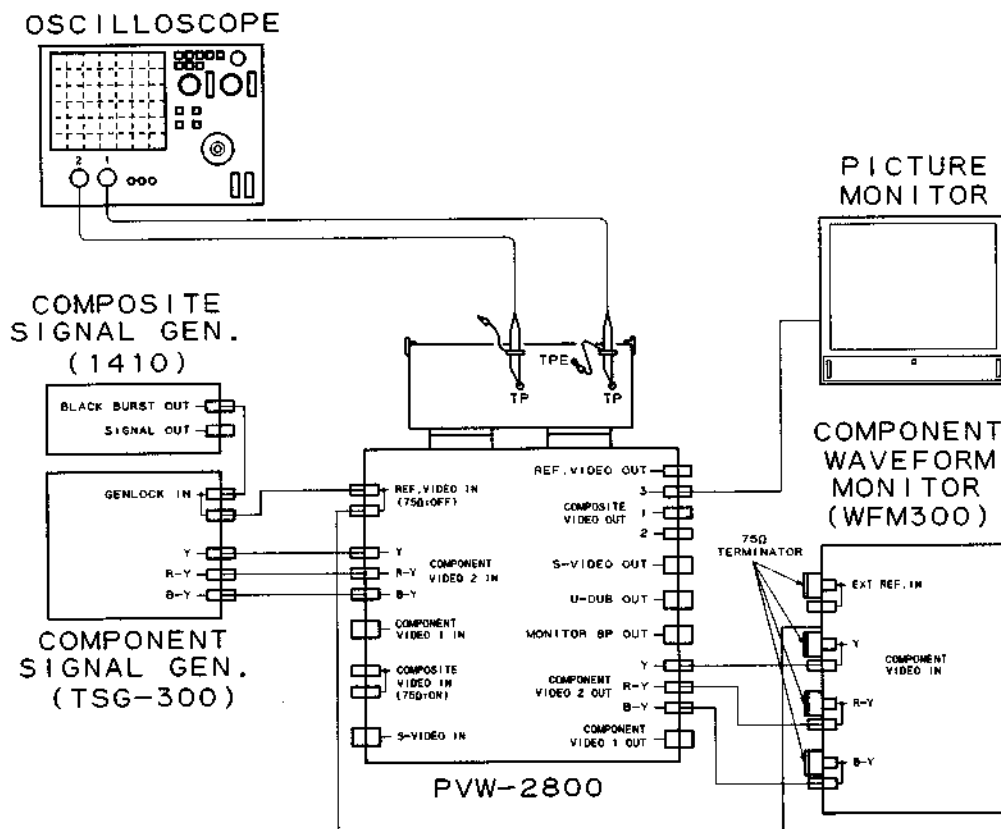 OSCILLOSCOPE
2 1
PICTURE
MONITOR
COMPOSITE
SIGNAL GEN.
(1410)
BLACK BURST OUT
SIGNAL OUT
GENLOCK IN
Y
R-Y
B-Y
COMPONENT
SIGNAL GEN.
(TSG-300)
TPE
TP
TP
REF.VIDEO IN
(75Ω:OFF)
Y
R-Y
B-Y
COMPONENT
VIDEO 2 IN
COMPONENT
VIDEO 1 IN
COMPOSITE
VIDEO IN
(75Ω:ON)
S-VIDEO IN
REF.VIDEO OUT
3
1
2
COMPOSITE
VIDEO OUT
S-VIDEO OUT
U-DUB OUT
MONITOR 8P OUT
Y
R-Y
B-Y
COMPONENT
VIDEO 2 OUT
COMPONENT
VIDEO 1 OUT
PVW-2800
COMPONENT
WAVEFORM
MONITOR
(WFM300)
75Ω
TERMINATOR
EXT REF.IN
Y
COMPONENT
VIDEO IN
R-Y
B-Y